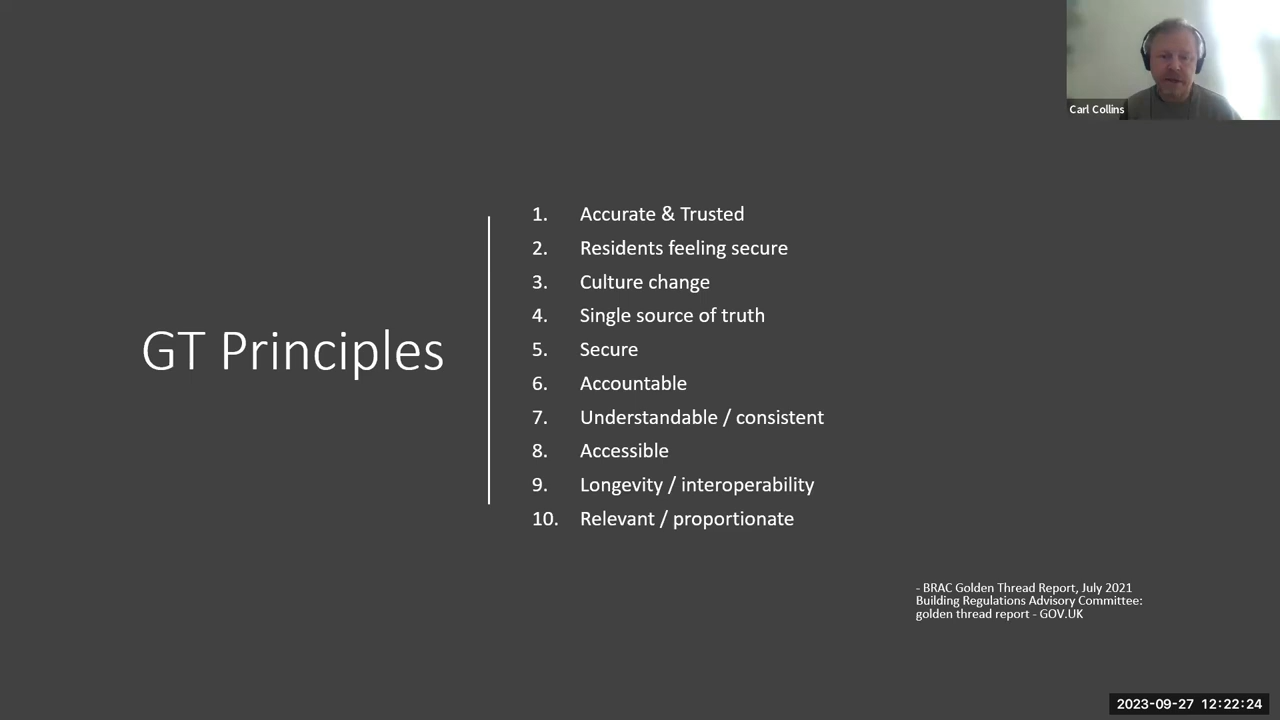 Carl Collins
GT Principles
1. Accurate & Trusted
2. Residents feeling secure
3. Culture change
4. Single source of truth
5. Secure
6. Accountable
7. Understandable / consistent
8. Accessible
9. Longevity / interoperability
10. Relevant / proportionate
- BRAC Golden Thread Report, July 2021
Building Regulations Advisory Committee:
golden thread report - GOV.UK
2023-09-27 12:22:24